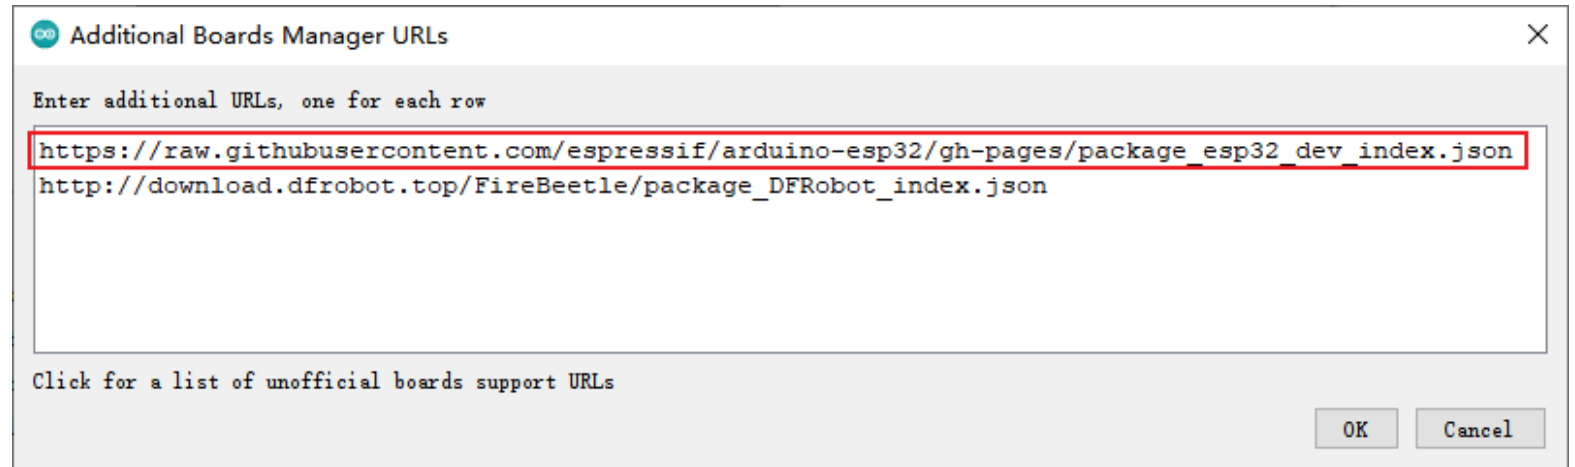 Additional Boards Manager URLs
Enter additional URLs, one for each row
https://raw.githubusercontent.com/espressif/arduino-esp32/gh-pages/package_esp32_dev_index.json
http://download.dfrobot.top/FireBeetle/package_DFRobot_index.json
Click for a list of unofficial boards support URLs
OK Cancel